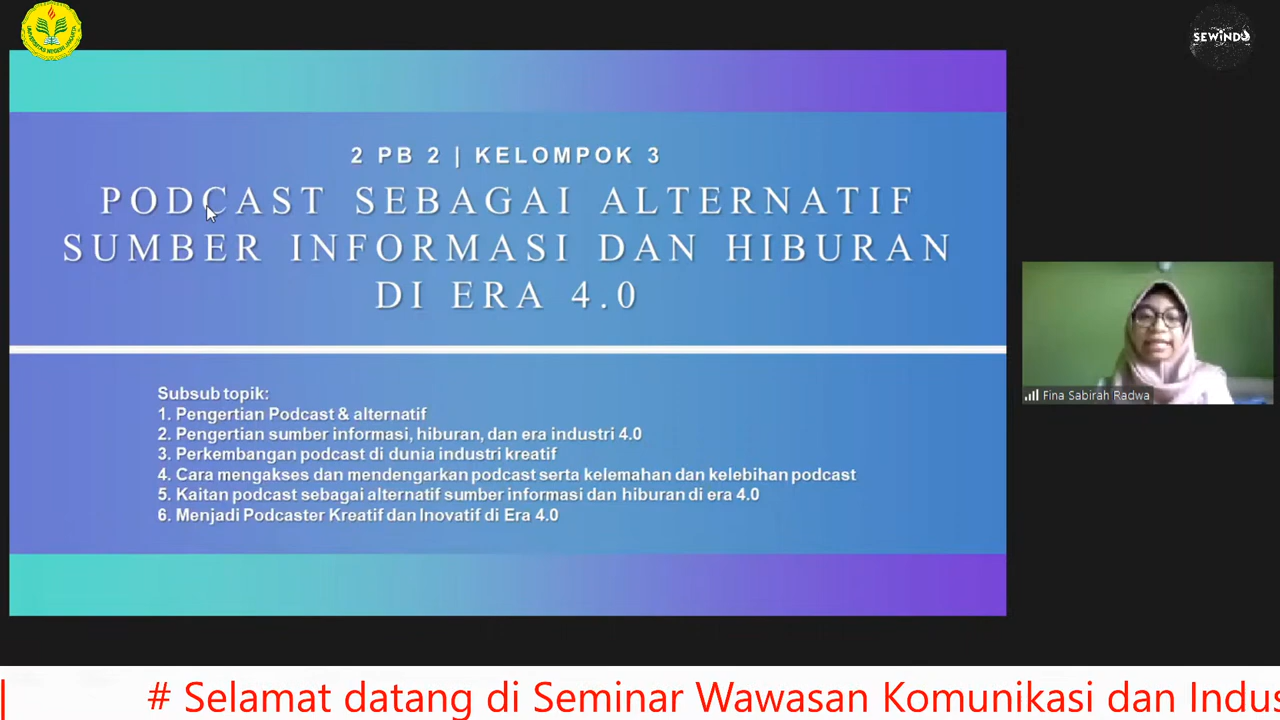 UNIVERSITAS NEGERI JAKARTA
SEWINDU
2 PB 2 | KELOMPOK 3
PODCAST SEBAGAI ALTERNATIF
SUMBER INFORMASI DAN HIBURAN
DI ERA 4.0
Subsub topik:
1. Pengertian Podcast & alternatif
2. Pengertian sumber informasi, hiburan, dan era industri 4.0
3. Perkembangan podcast di dunia industri kreatif
4. Cara mengakses dan mendengarkan podcast serta kelemahan dan kelebihan podcast
5. Kaitan podcast sebagai alternatif sumber informasi dan hiburan di era 4.0
6. Menjadi Podcaster Kreatif dan Inovatif di Era 4.0
Fina Sabirah Radwa
| # Selamat datang di Seminar Wawasan Komunikasi dan Indus